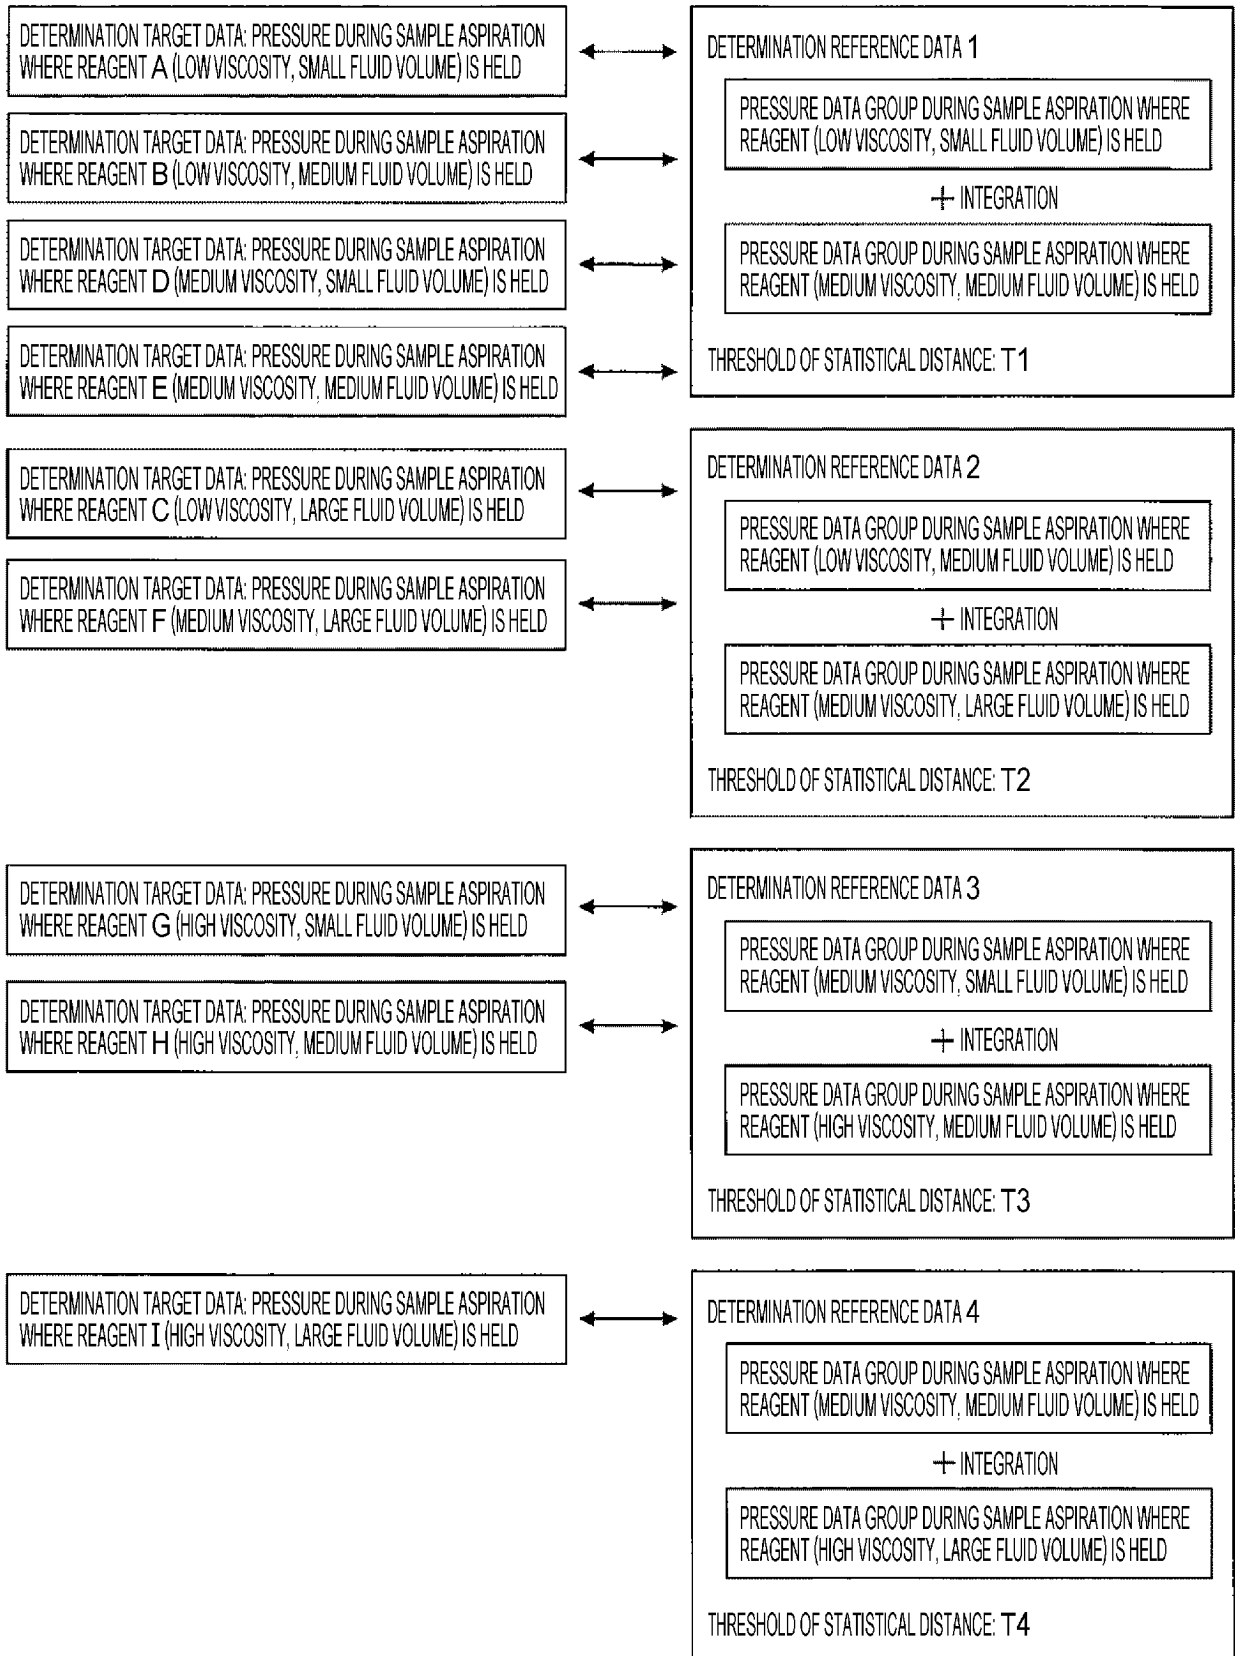 DETERMINATION TARGET DATA: PRESSURE DURING SAMPLE ASPIRATION
WHERE REAGENT A (LOW VISCOSITY, SMALL FLUID VOLUME) IS HELD
DETERMINATION TARGET DATA: PRESSURE DURING SAMPLE ASPIRATION
WHERE REAGENT B (LOW VISCOSITY, MEDIUM FLUID VOLUME) IS HELD
DETERMINATION TARGET DATA: PRESSURE DURING SAMPLE ASPIRATION
WHERE REAGENT D (MEDIUM VISCOSITY, SMALL FLUID VOLUME) IS HELD
DETERMINATION TARGET DATA: PRESSURE DURING SAMPLE ASPIRATION
WHERE REAGENT E (MEDIUM VISCOSITY, MEDIUM FLUID VOLUME) IS HELD
DETERMINATION REFERENCE DATA 1
PRESSURE DATA GROUP DURING SAMPLE ASPIRATION WHERE
REAGENT (LOW VISCOSITY, SMALL FLUID VOLUME) IS HELD
+ INTEGRATION
PRESSURE DATA GROUP DURING SAMPLE ASPIRATION WHERE
REAGENT (MEDIUM VISCOSITY, MEDIUM FLUID VOLUME) IS HELD
THRESHOLD OF STATISTICAL DISTANCE: T1
DETERMINATION TARGET DATA: PRESSURE DURING SAMPLE ASPIRATION
WHERE REAGENT C (LOW VISCOSITY, LARGE FLUID VOLUME) IS HELD
DETERMINATION TARGET DATA: PRESSURE DURING SAMPLE ASPIRATION
WHERE REAGENT F (MEDIUM VISCOSITY, LARGE FLUID VOLUME) IS HELD
DETERMINATION REFERENCE DATA 2
PRESSURE DATA GROUP DURING SAMPLE ASPIRATION WHERE
REAGENT (LOW VISCOSITY, MEDIUM FLUID VOLUME) IS HELD
+ INTEGRATION
PRESSURE DATA GROUP DURING SAMPLE ASPIRATION WHERE
REAGENT (MEDIUM VISCOSITY, LARGE FLUID VOLUME) IS HELD
THRESHOLD OF STATISTICAL DISTANCE: T2
DETERMINATION TARGET DATA: PRESSURE DURING SAMPLE ASPIRATION
WHERE REAGENT G (HIGH VISCOSITY, SMALL FLUID VOLUME) IS HELD
DETERMINATION TARGET DATA: PRESSURE DURING SAMPLE ASPIRATION
WHERE REAGENT H (HIGH VISCOSITY, MEDIUM FLUID VOLUME) IS HELD
DETERMINATION REFERENCE DATA 3
PRESSURE DATA GROUP DURING SAMPLE ASPIRATION WHERE
REAGENT (MEDIUM VISCOSITY, SMALL FLUID VOLUME) IS HELD
+ INTEGRATION
PRESSURE DATA GROUP DURING SAMPLE ASPIRATION WHERE
REAGENT (HIGH VISCOSITY, MEDIUM FLUID VOLUME) IS HELD
THRESHOLD OF STATISTICAL DISTANCE: T3
DETERMINATION TARGET DATA: PRESSURE DURING SAMPLE ASPIRATION
WHERE REAGENT I (HIGH VISCOSITY, LARGE FLUID VOLUME) IS HELD
DETERMINATION REFERENCE DATA 4
PRESSURE DATA GROUP DURING SAMPLE ASPIRATION WHERE
REAGENT (MEDIUM VISCOSITY, MEDIUM FLUID VOLUME) IS HELD
+ INTEGRATION
PRESSURE DATA GROUP DURING SAMPLE ASPIRATION WHERE
REAGENT (HIGH VISCOSITY, LARGE FLUID VOLUME) IS HELD
THRESHOLD OF STATISTICAL DISTANCE: T4